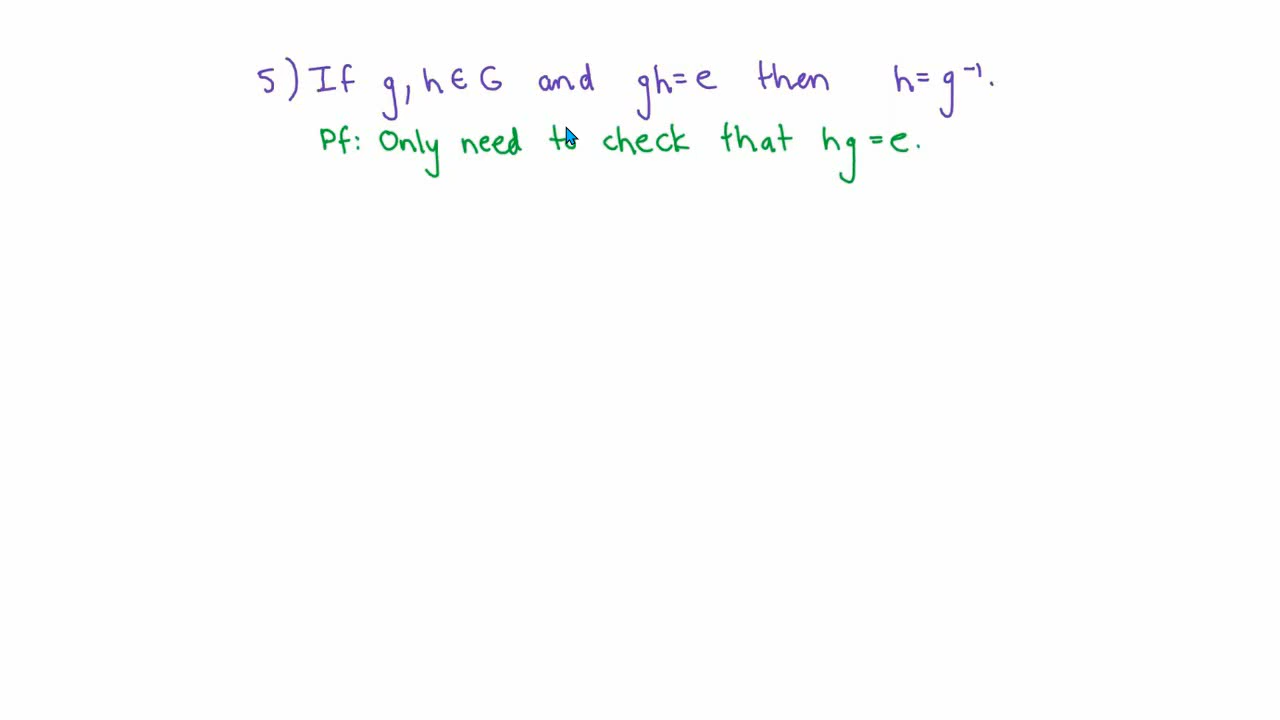 5) If g, h ∈ G and gh = e then h = g⁻¹.
Pf: Only need to check that hg = e.